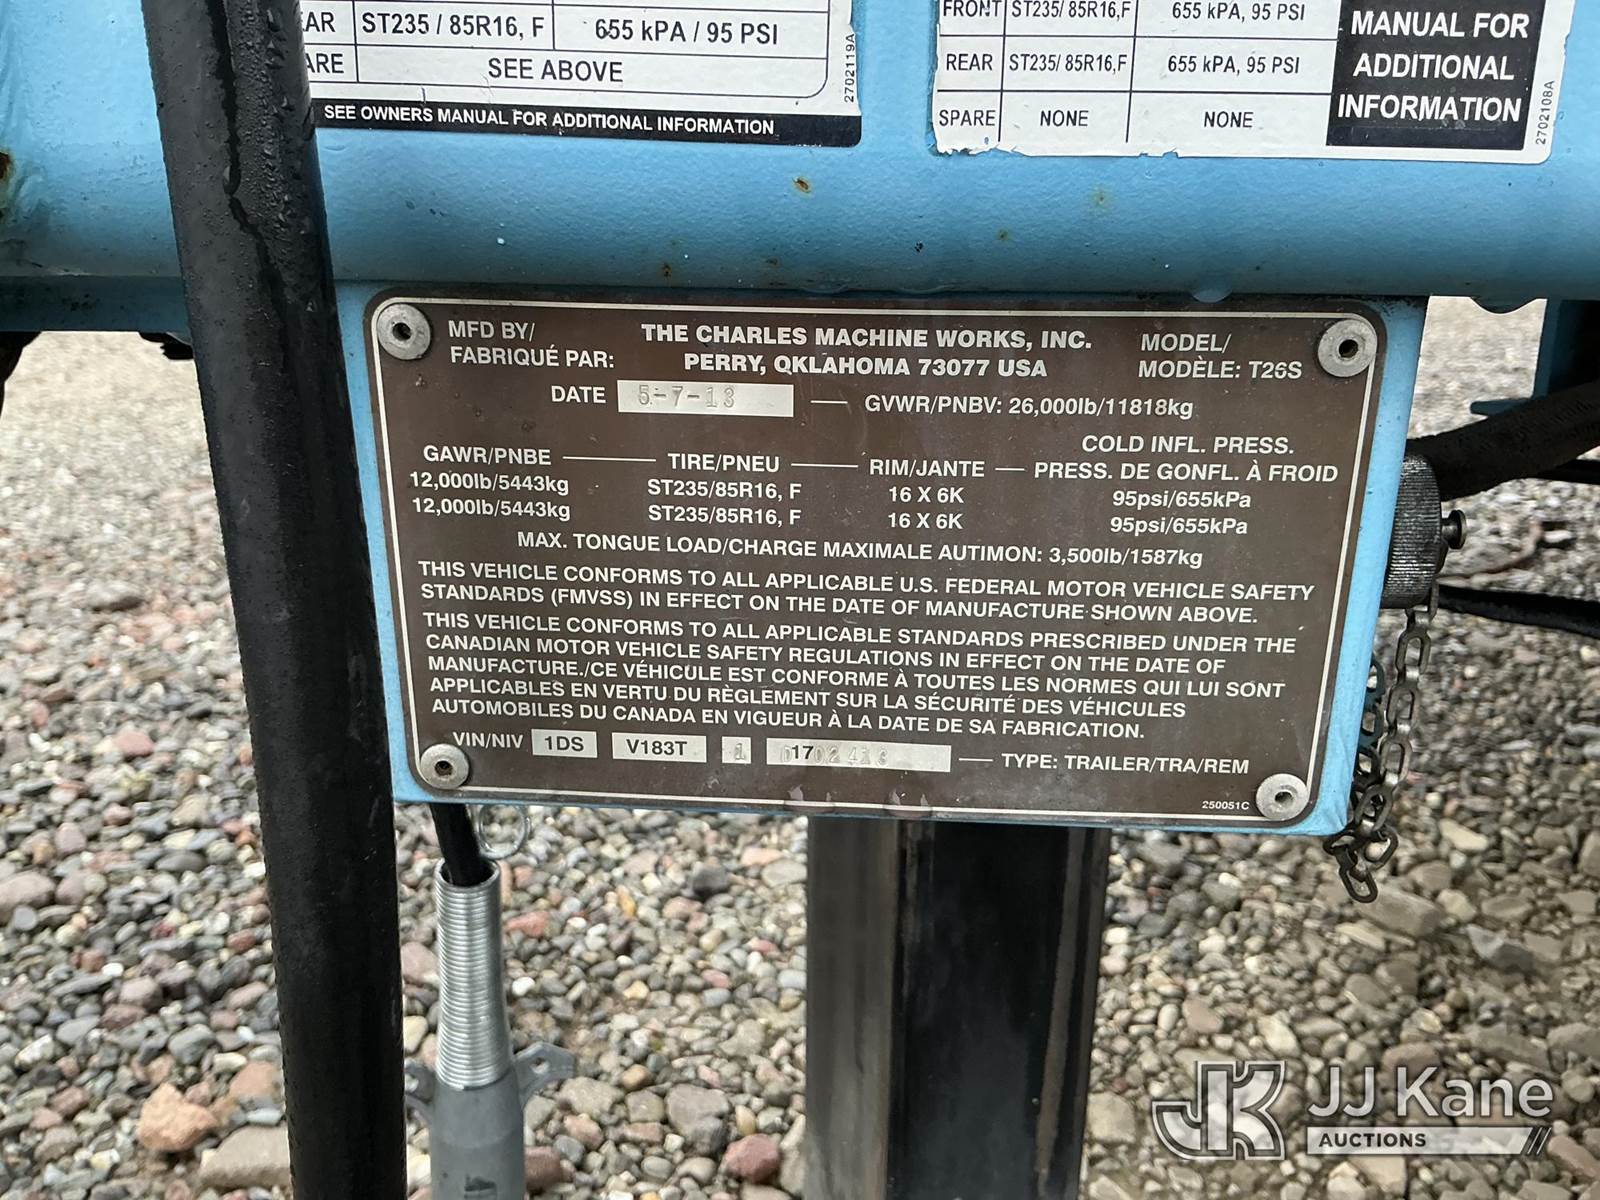 REAR ST235 / 85R16, F 655 kPA / 95 PSI
SEE ABOVE
SEE OWNERS MANUAL FOR ADDITIONAL INFORMATION
2702119A
FRONT ST235/ 85R16,F 655 kPA, 95 PSI
REAR ST235/ 85R16,F 655 kPA, 95 PSI
SPARE NONE NONE
MANUAL FOR
ADDITIONAL
INFORMATION
2702108A
MFD BY/
FABRIQUÉ PAR:
THE CHARLES MACHINE WORKS, INC.
PERRY, OKLAHOMA 73077 USA
MODEL/
MODÈLE: T26S
DATE 5-7-13 GVWR/PNBV: 26,000lb/11818kg
COLD INFL. PRESS.
GAWR/PNBE TIRE/PNEU RIM/JANTE PRESS. DE GONFL. À FROID
12,000lb/5443kg ST235/85R16, F 16 X 6K 95psi/655kPa
12,000lb/5443kg ST235/85R16, F 16 X 6K 95psi/655kPa
MAX. TONGUE LOAD/CHARGE MAXIMALE AUTIMON: 3,500lb/1587kg
THIS VEHICLE CONFORMS TO ALL APPLICABLE U.S. FEDERAL MOTOR VEHICLE SAFETY
STANDARDS (FMVSS) IN EFFECT ON THE DATE OF MANUFACTURE SHOWN ABOVE.
THIS VEHICLE CONFORMS TO ALL APPLICABLE STANDARDS PRESCRIBED UNDER THE
CANADIAN MOTOR VEHICLE SAFETY REGULATIONS IN EFFECT ON THE DATE OF
MANUFACTURE./CE VÉHICULE EST CONFORME À TOUTES LES NORMES QUI LUI SONT
APPLICABLES EN VERTU DU RÈGLEMENT SUR LA SÉCURITÉ DES VÉHICULES
AUTOMOBILES DU CANADA EN VIGUEUR À LA DATE DE SA FABRICATION.
VIN/NIV 1DS V183T 1 TYPE: TRAILER/TRA/REM
250051C
JJ Kane
AUCTIONS